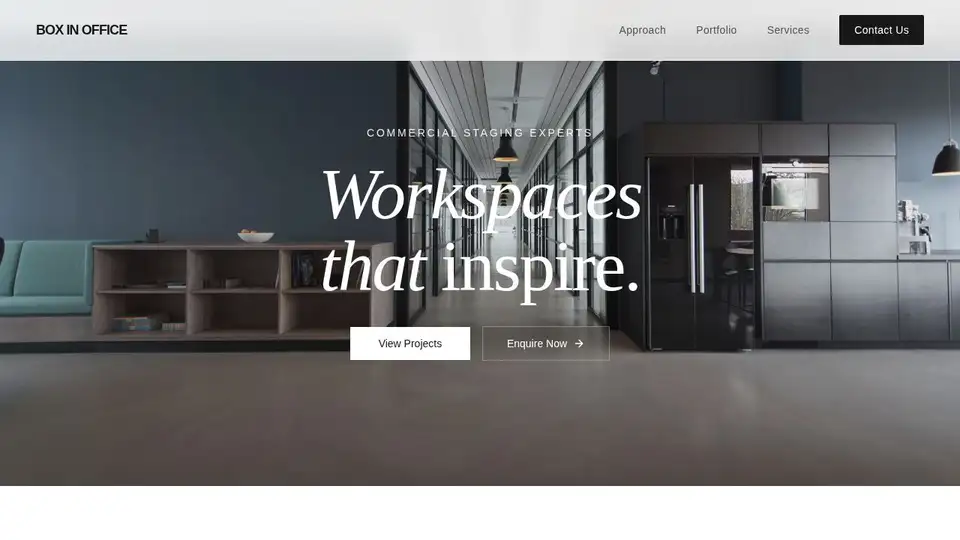 BOX IN OFFICE
Approach
Portfolio
Services
Contact Us
COMMERCIAL STAGING EXPERTS
Workspaces
that inspire.
View Projects
Enquire Now